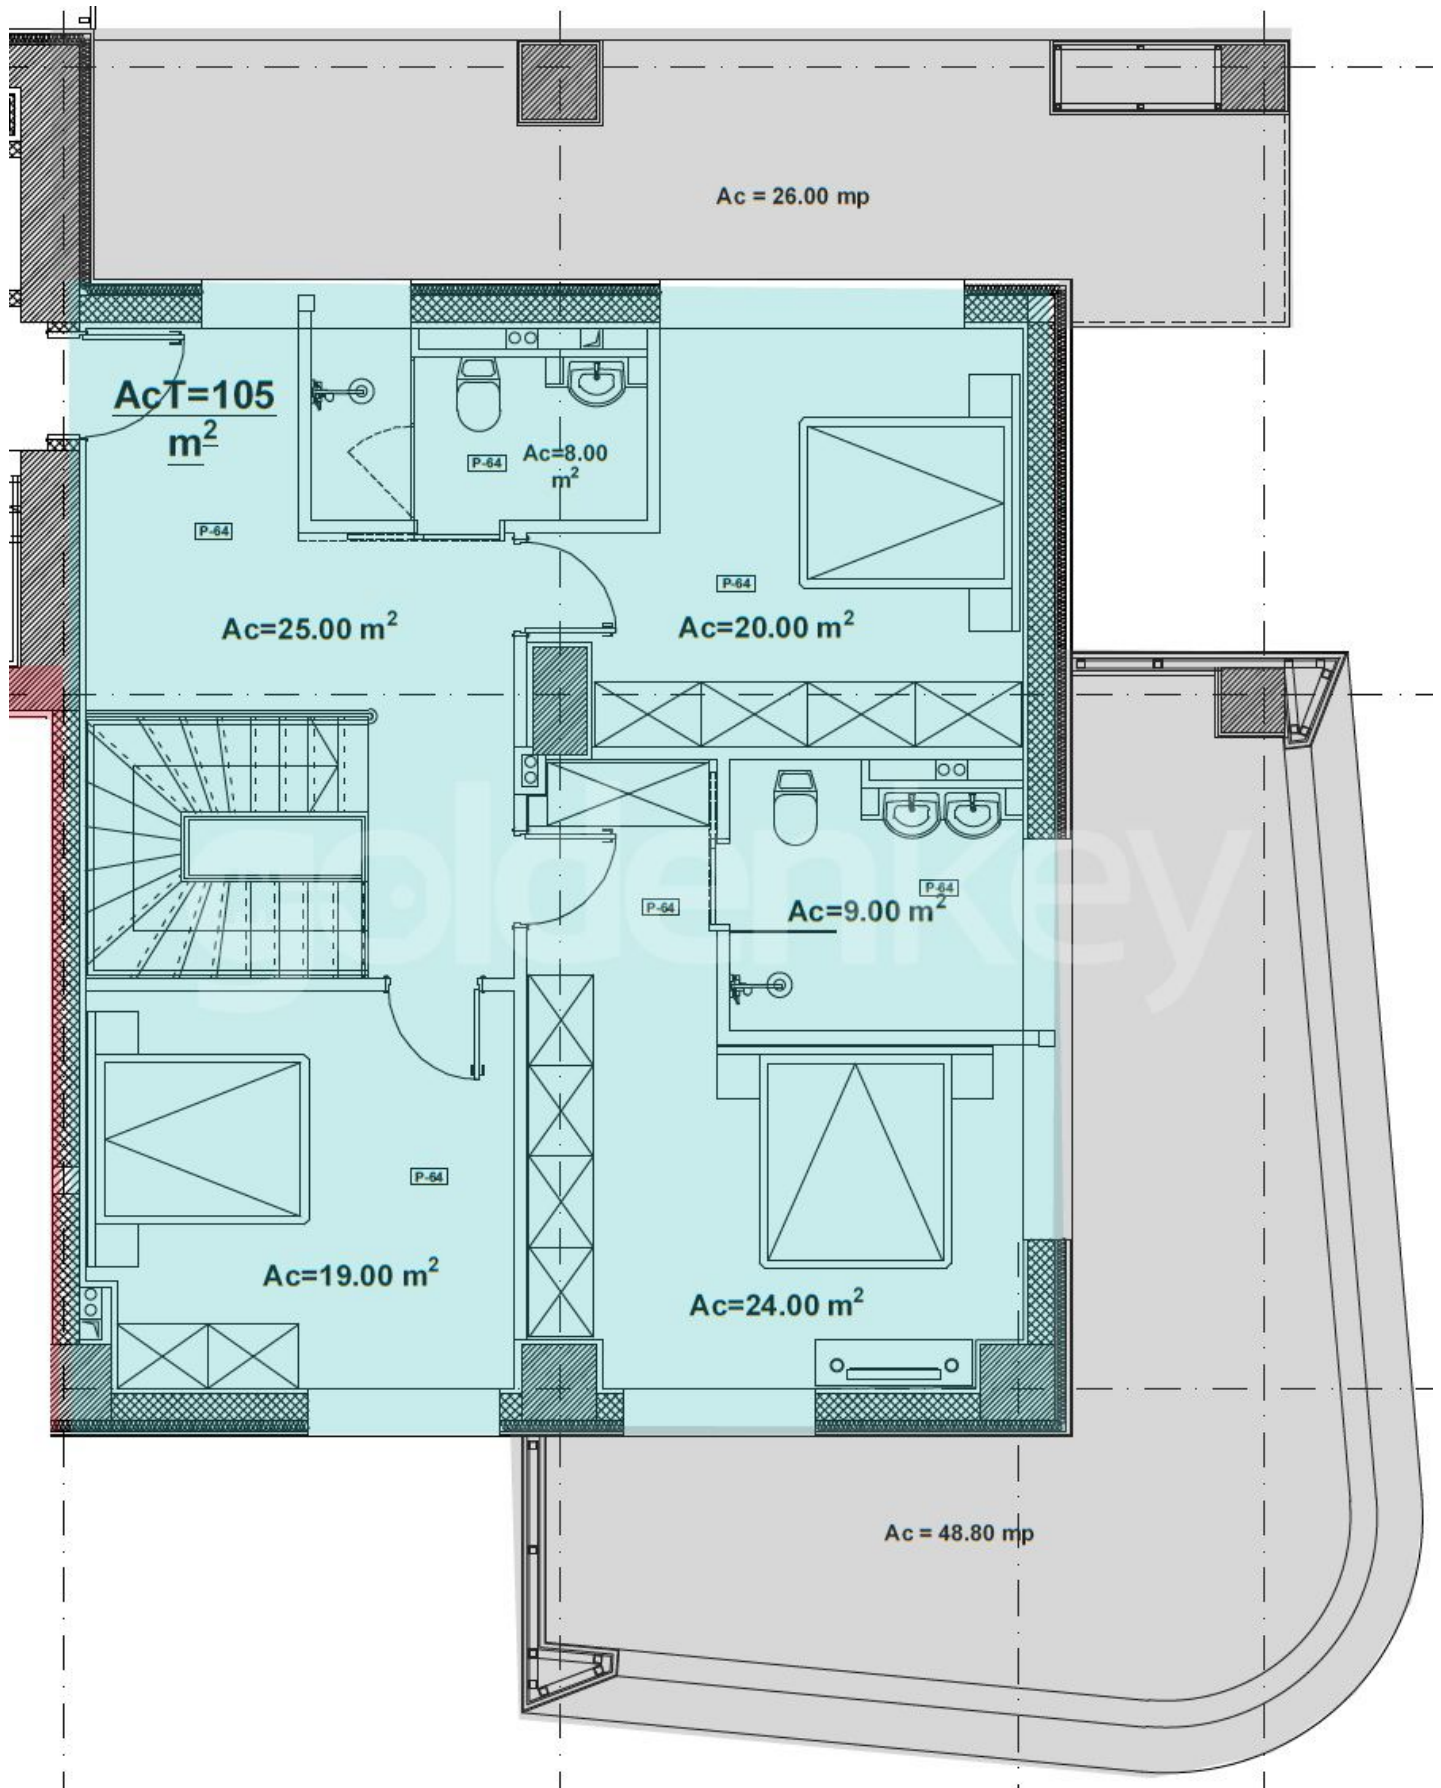 Ac = 26.00 mp
AcT=105
m²
P-64
Ac=8.00
m²
P-64
P-64
Ac=25.00 m²
Ac=20.00 m²
goldenkey
P-64
P-64
Ac=9.00 m²
P-64
Ac=19.00 m²
Ac=24.00 m²
Ac = 48.80 mp